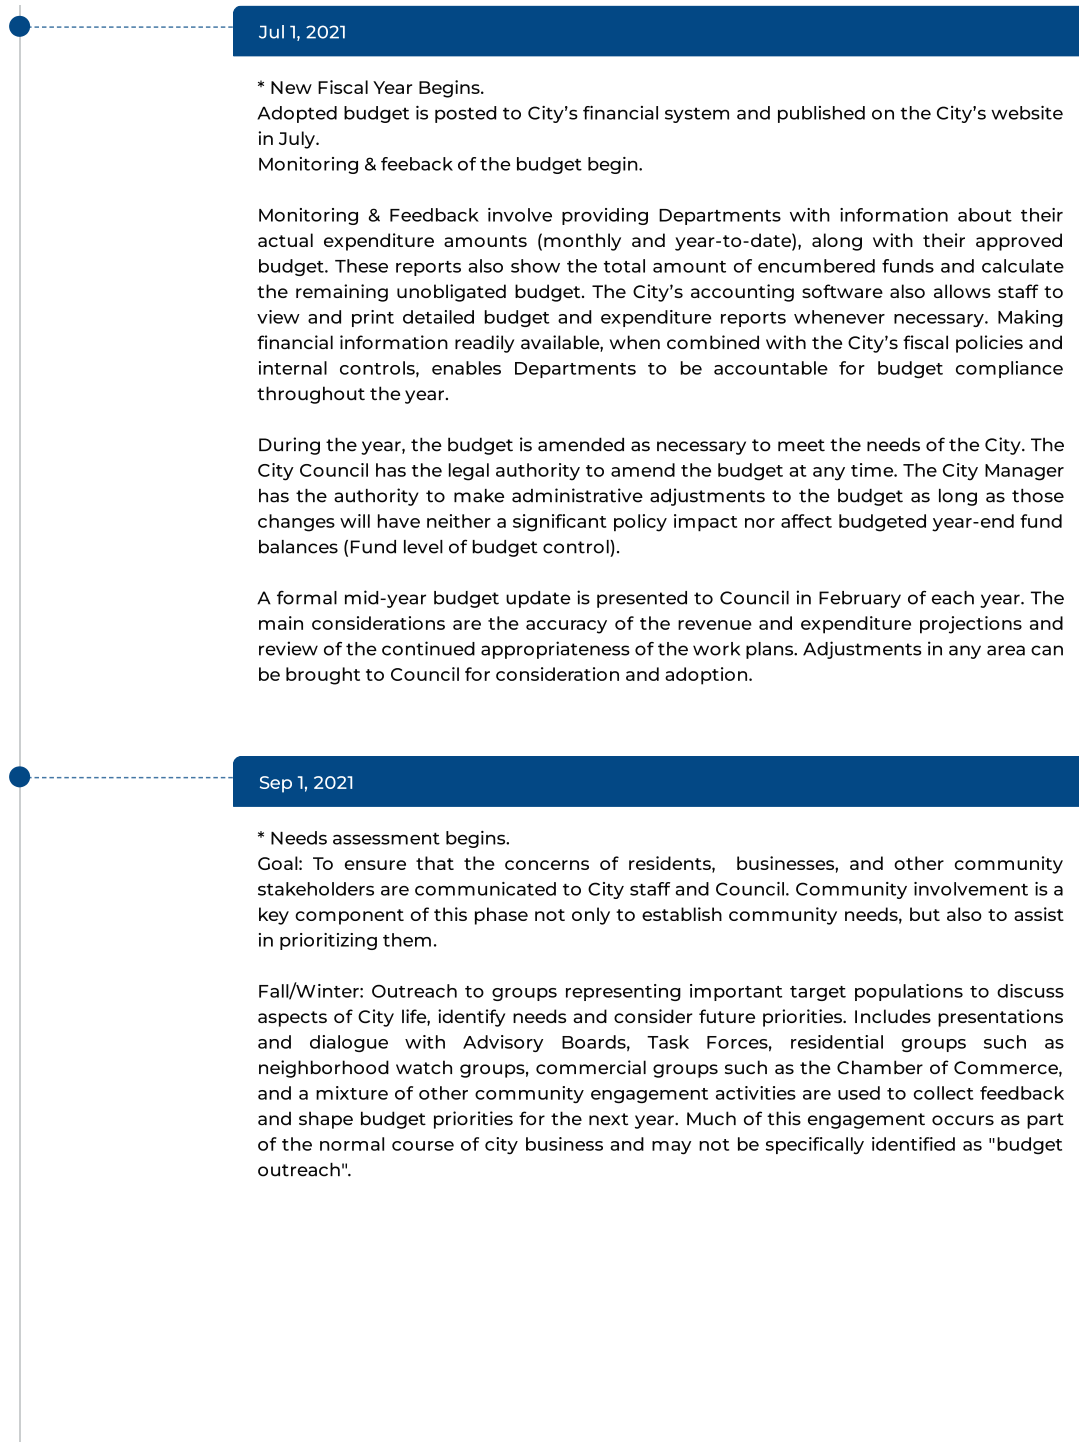 Jul 1, 2021
* New Fiscal Year Begins.
Adopted budget is posted to City’s financial system and published on the City’s website
in July.
Monitoring & feeback of the budget begin.
Monitoring & Feedback involve providing Departments with information about their
actual expenditure amounts (monthly and year-to-date), along with their approved
budget. These reports also show the total amount of encumbered funds and calculate
the remaining unobligated budget. The City’s accounting software also allows staff to
view and print detailed budget and expenditure reports whenever necessary. Making
financial information readily available, when combined with the City’s fiscal policies and
internal controls, enables Departments to be accountable for budget compliance
throughout the year.
During the year, the budget is amended as necessary to meet the needs of the City. The
City Council has the legal authority to amend the budget at any time. The City Manager
has the authority to make administrative adjustments to the budget as long as those
changes will have neither a significant policy impact nor affect budgeted year-end fund
balances (Fund level of budget control).
A formal mid-year budget update is presented to Council in February of each year. The
main considerations are the accuracy of the revenue and expenditure projections and
review of the continued appropriateness of the work plans. Adjustments in any area can
be brought to Council for consideration and adoption.
Sep 1, 2021
* Needs assessment begins.
Goal: To ensure that the concerns of residents,  businesses, and other community
stakeholders are communicated to City staff and Council. Community involvement is a
key component of this phase not only to establish community needs, but also to assist
in prioritizing them.
Fall/Winter: Outreach to groups representing important target populations to discuss
aspects of City life, identify needs and consider future priorities. Includes presentations
and dialogue with Advisory Boards, Task Forces, residential groups such as
neighborhood watch groups, commercial groups such as the Chamber of Commerce,
and a mixture of other community engagement activities are used to collect feedback
and shape budget priorities for the next year. Much of this engagement occurs as part
of the normal course of city business and may not be specifically identified as "budget
outreach".